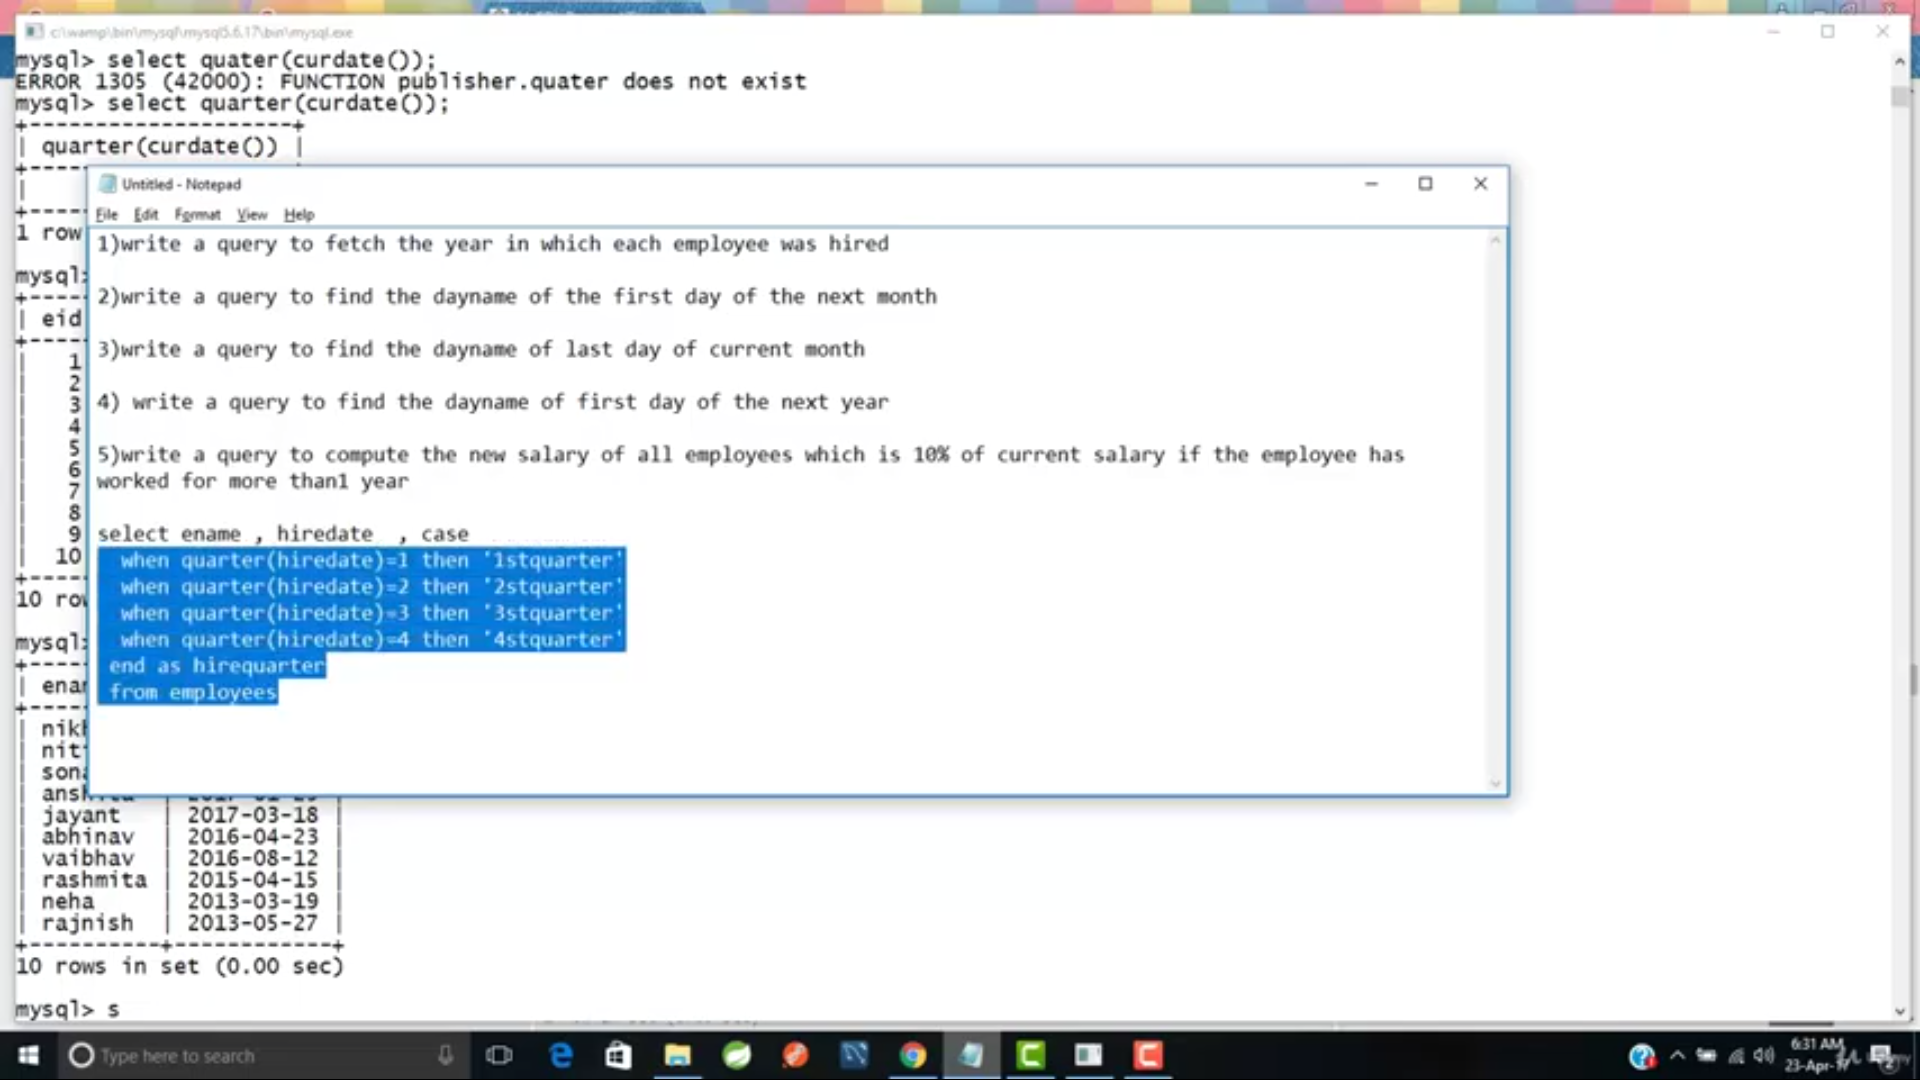 c:\wamp\bin\mysql\mysql5.6.17\bin\mysql.exe
mysql> select quater(curdate());
ERROR 1305 (42000): FUNCTION publisher.quater does not exist
mysql> select quarter(curdate());
+--------------------+
| quarter(curdate()) |
1 row
mysql>
| eid
1
2
3
4
5
6
7
8
9
10
10 row
mysql>
| ena
Untitled - Notepad
File Edit Format View Help
1)write a query to fetch the year in which each employee was hired
2)write a query to find the dayname of the first day of the next month
3)write a query to find the dayname of last day of current month
4) write a query to find the dayname of first day of the next year
5)write a query to compute the new salary of all employees which is 10% of current salary if the employee has
worked for more than1 year
select ename , hiredate , case
when quarter(hiredate)=1 then '1stquarter'
when quarter(hiredate)=2 then '2stquarter'
when quarter(hiredate)=3 then '3stquarter'
when quarter(hiredate)=4 then '4stquarter'
end as hirequarter
from employees
| jayant | 2017-03-18 |
| abhinav | 2016-04-23 |
| vaibhav | 2016-08-12 |
| rashmita | 2015-04-15 |
| neha | 2013-03-19 |
| rajnish | 2013-05-27 |
+----------+------------+
10 rows in set (0.00 sec)
mysql> s
Type here to search
6:31 AM